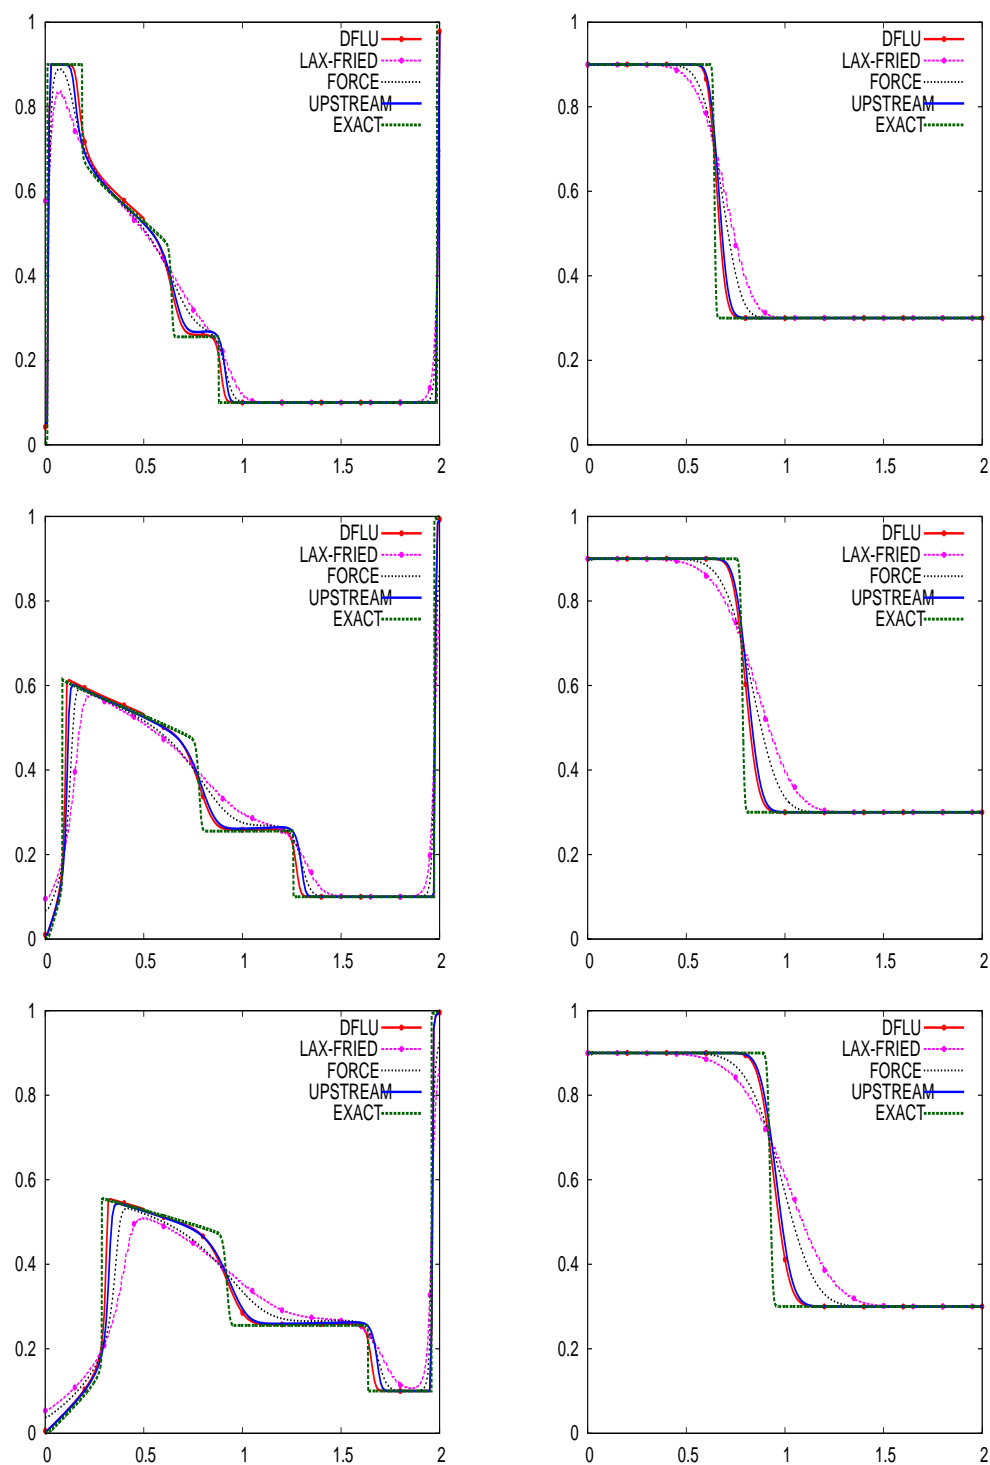 1
0.8
0.6
0.4
0.2
0
0
0.5
1
1.5
2
DFLU
LAX-FRIED
FORCE
UPSTREAM
EXACT
1
0.8
0.6
0.4
0.2
0
0
0.5
1
1.5
2
DFLU
LAX-FRIED
FORCE
UPSTREAM
EXACT
1
0.8
0.6
0.4
0.2
0
0
0.5
1
1.5
2
DFLU
LAX-FRIED
FORCE
UPSTREAM
EXACT
1
0.8
0.6
0.4
0.2
0
0
0.5
1
1.5
2
DFLU
LAX-FRIED
FORCE
UPSTREAM
EXACT
1
0.8
0.6
0.4
0.2
0
0
0.5
1
1.5
2
DFLU
LAX-FRIED
FORCE
UPSTREAM
EXACT
1
0.8
0.6
0.4
0.2
0
0
0.5
1
1.5
2
DFLU
LAX-FRIED
FORCE
UPSTREAM
EXACT